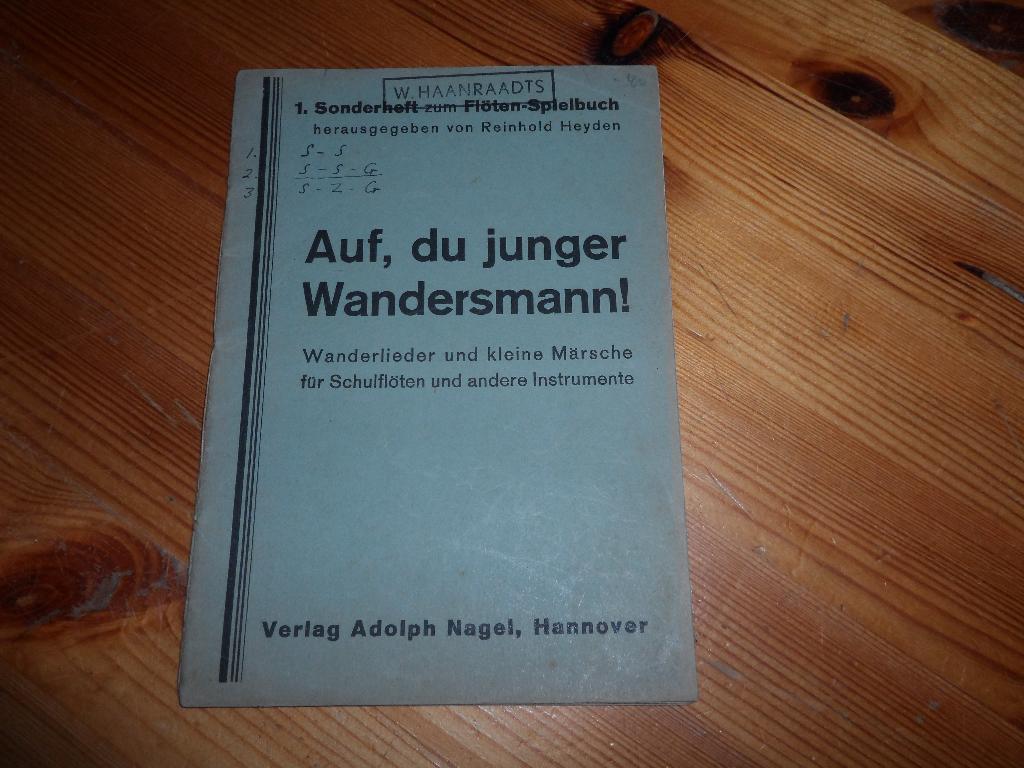 W. HAANRAADTS
1. Sonderheft zum Flöten-Spielbuch
herausgegeben von Reinhold Heyden
1. S - S
2. S - S - G
3 S - Z - G
Auf, du junger
Wandersmann!
Wanderlieder und kleine Märsche
für Schulflöten und andere Instrumente
Verlag Adolph Nagel, Hannover